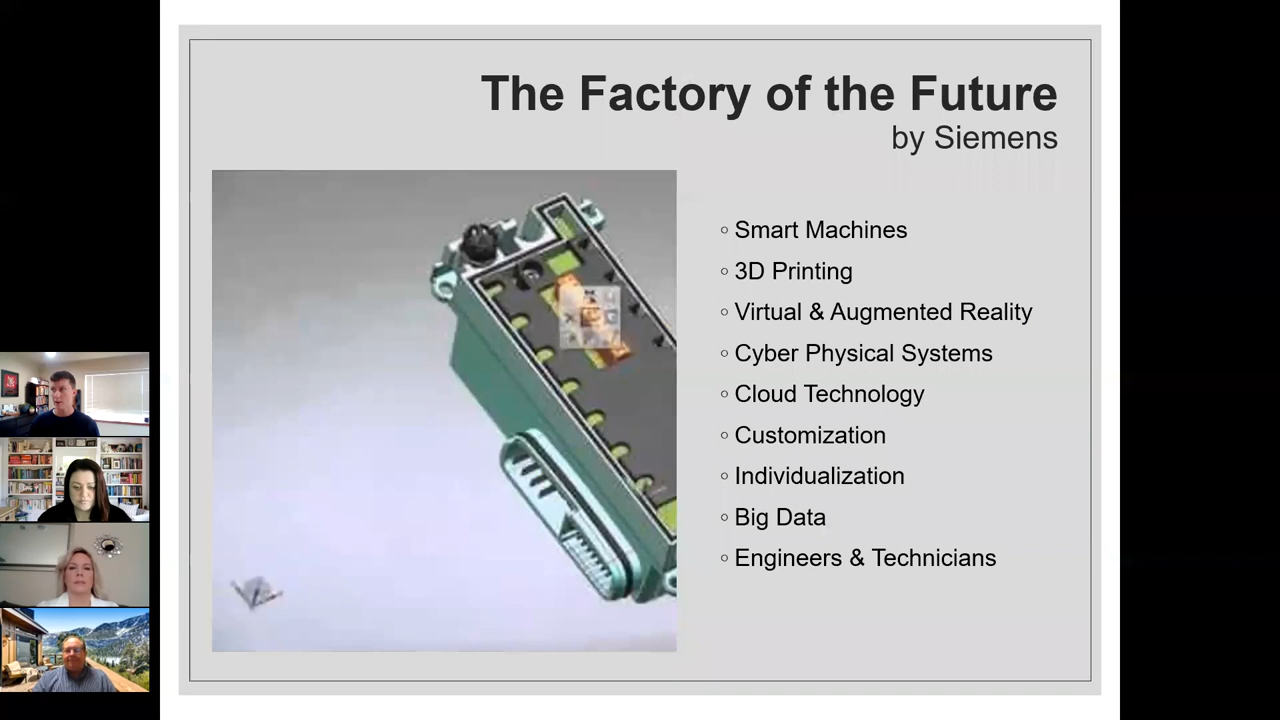 The Factory of the Future
by Siemens
◦ Smart Machines
◦ 3D Printing
◦ Virtual & Augmented Reality
◦ Cyber Physical Systems
◦ Cloud Technology
◦ Customization
◦ Individualization
◦ Big Data
◦ Engineers & Technicians